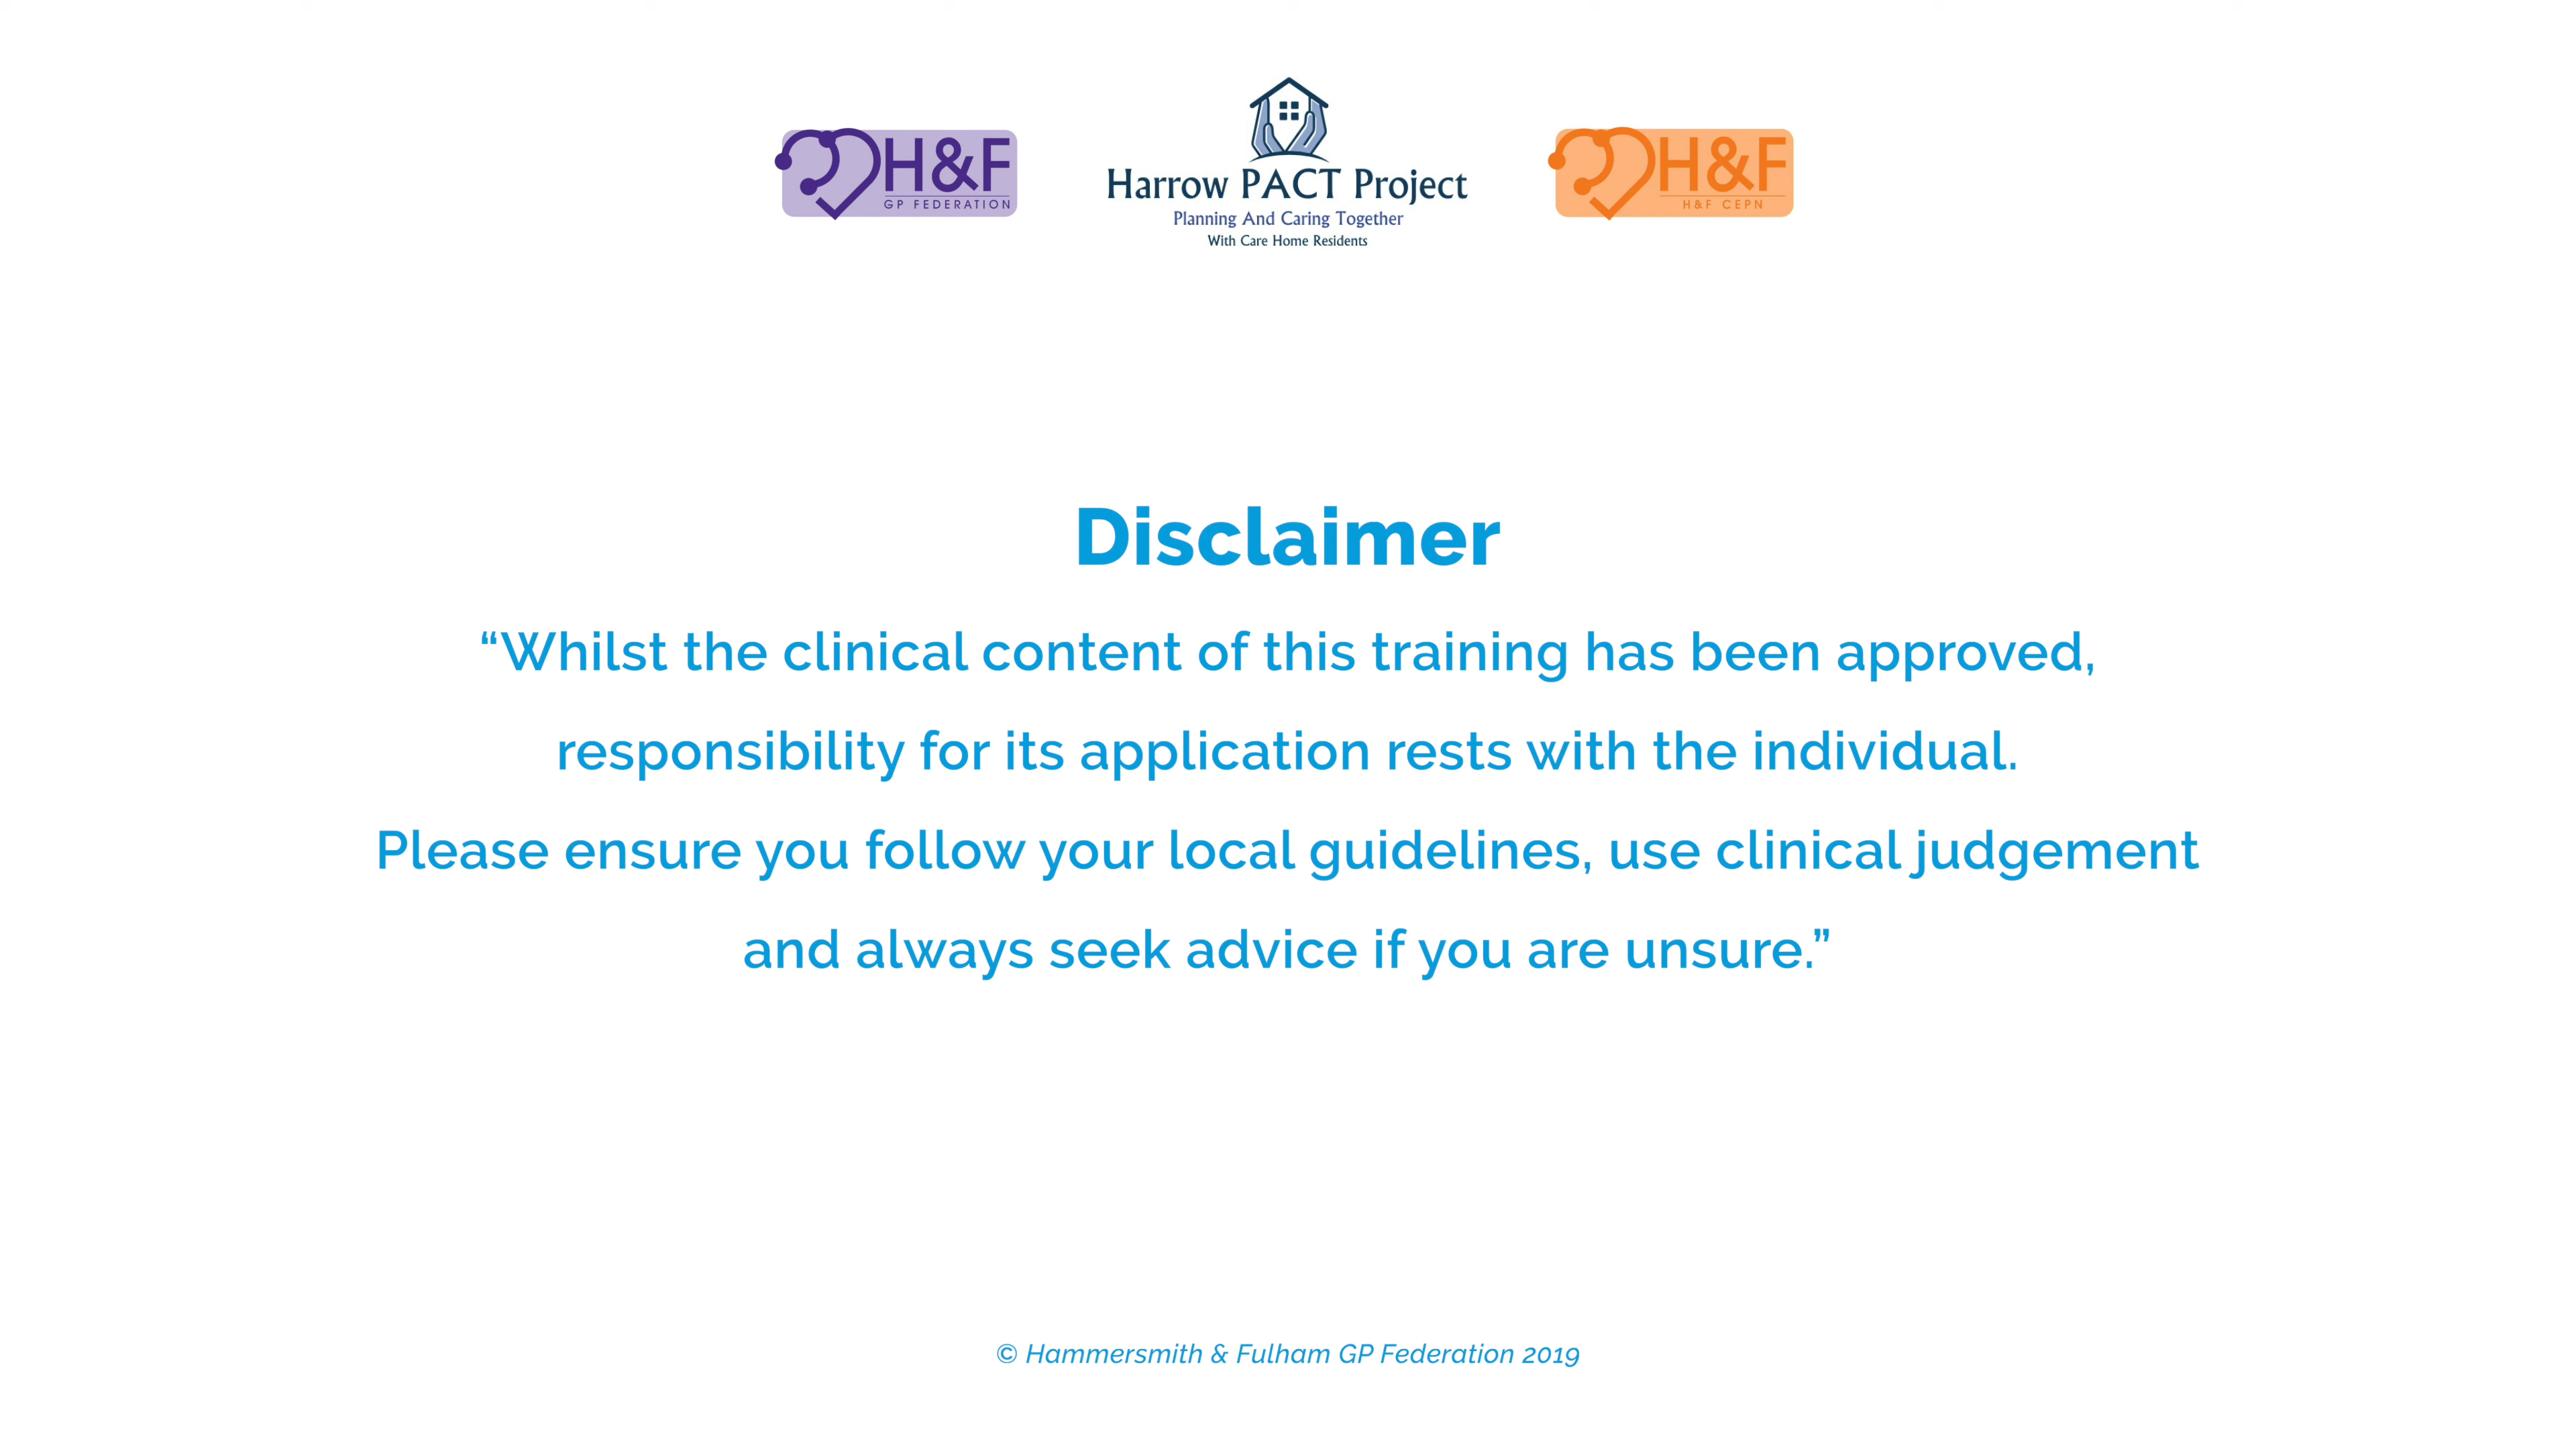 H&F
GP FEDERATION
Harrow PACT Project
Planning And Caring Together
With Care Home Residents
H&F
H&F CEPN
Disclaimer
“Whilst the clinical content of this training has been approved,
responsibility for its application rests with the individual.
Please ensure you follow your local guidelines, use clinical judgement
and always seek advice if you are unsure.”
© Hammersmith & Fulham GP Federation 2019